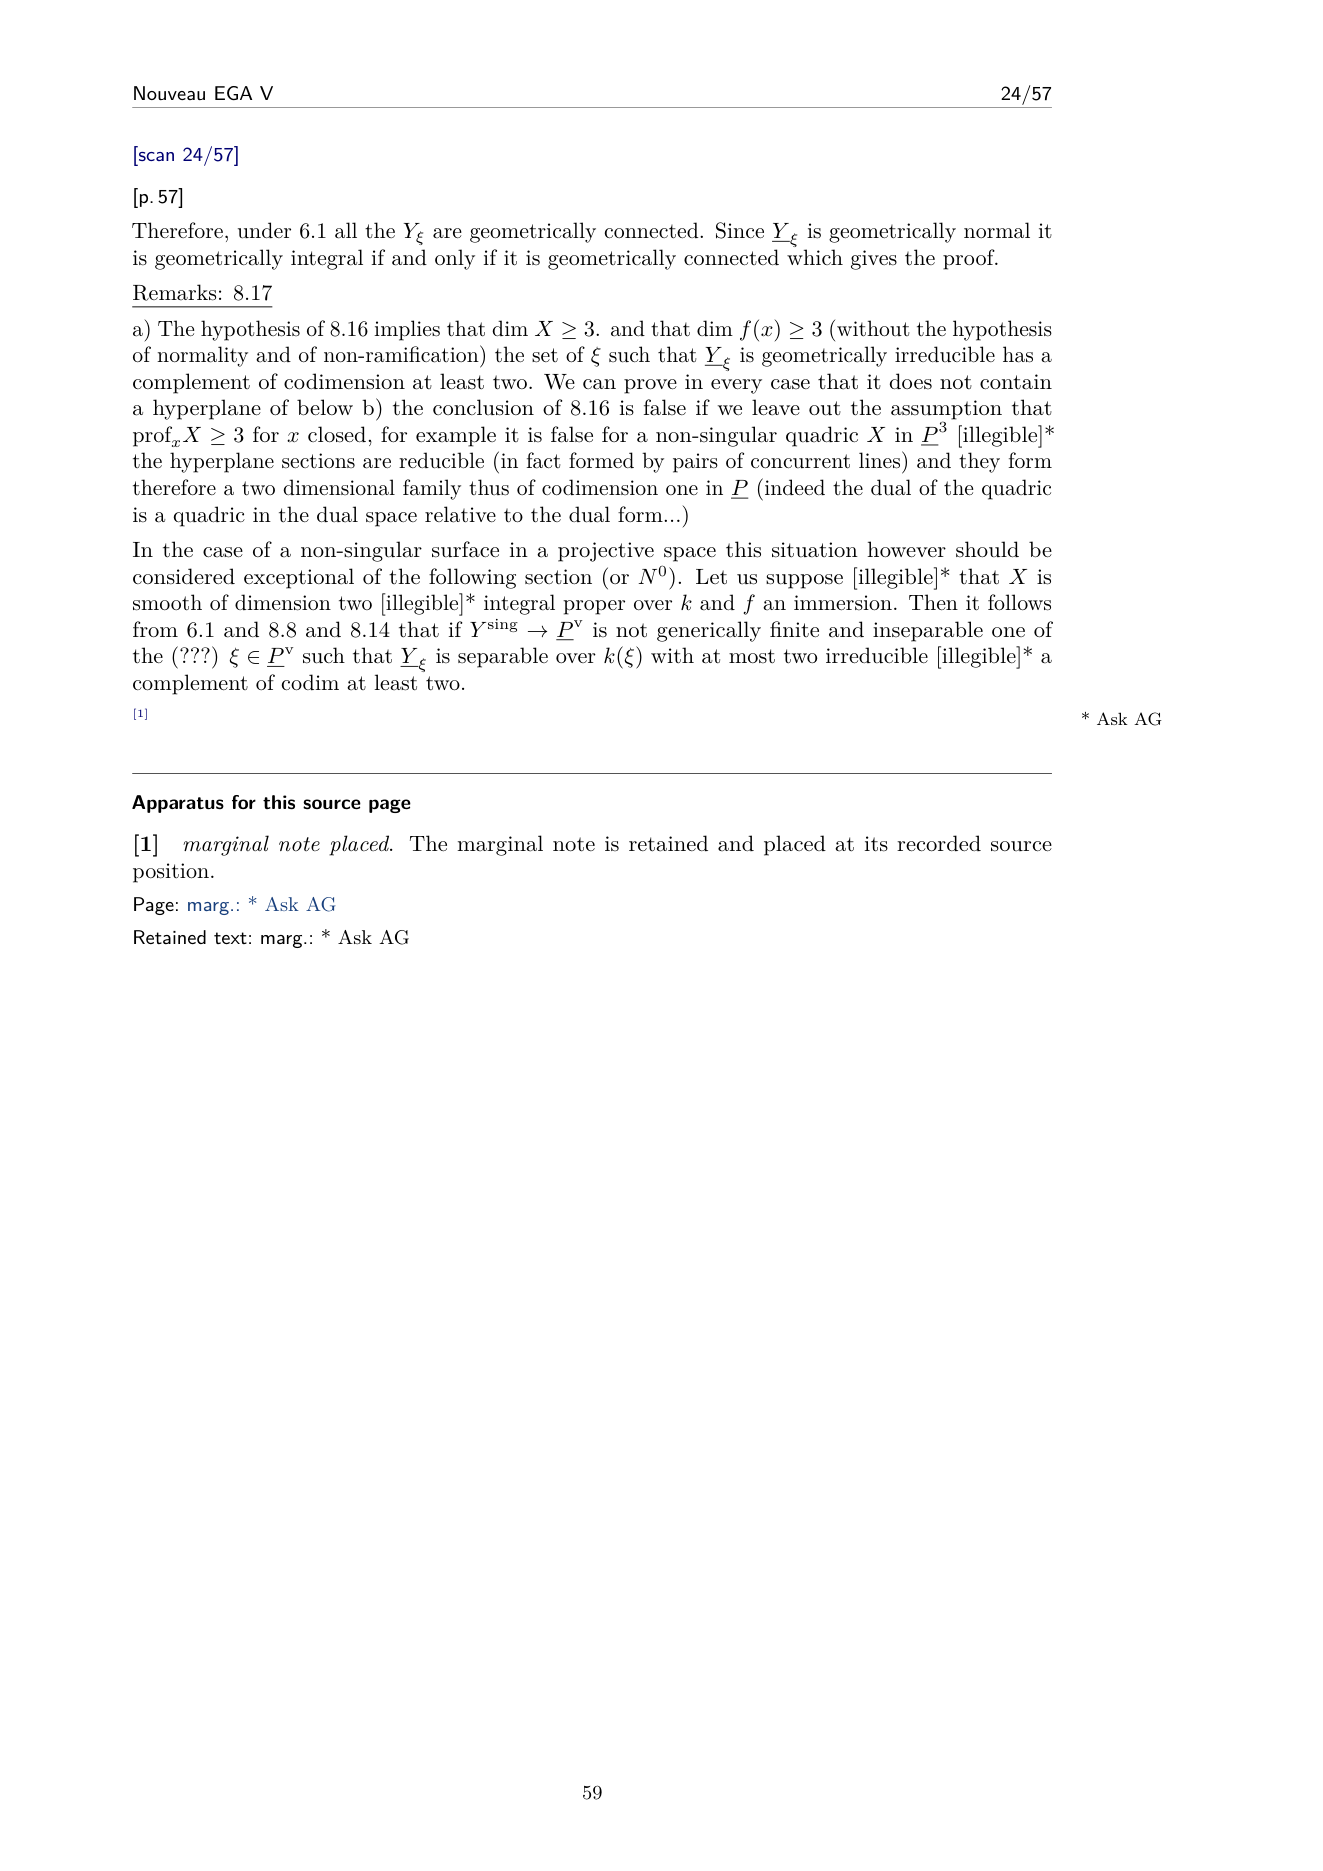 Nouveau EGA V 24/57
[scan 24/57]
[p. 57]
Therefore, under 6.1 all the Y_ξ are geometrically connected. Since Y_ξ is geometrically normal it
is geometrically integral if and only if it is geometrically connected which gives the proof.
Remarks: 8.17
a) The hypothesis of 8.16 implies that dim X ≥ 3. and that dim f(x) ≥ 3 (without the hypothesis
of normality and of non-ramification) the set of ξ such that Y_ξ is geometrically irreducible has a
complement of codimension at least two. We can prove in every case that it does not contain
a hyperplane of below b) the conclusion of 8.16 is false if we leave out the assumption that
prof_x X ≥ 3 for x closed, for example it is false for a non-singular quadric X in P^3 [illegible]*
the hyperplane sections are reducible (in fact formed by pairs of concurrent lines) and they form
therefore a two dimensional family thus of codimension one in P (indeed the dual of the quadric
is a quadric in the dual space relative to the dual form...)
In the case of a non-singular surface in a projective space this situation however should be
considered exceptional of the following section (or N^0). Let us suppose [illegible]* that X is
smooth of dimension two [illegible]* integral proper over k and f an immersion. Then it follows
from 6.1 and 8.8 and 8.14 that if Y^sing → P^v is not generically finite and inseparable one of
the (???) ξ ∈ P^v such that Y_ξ is separable over k(ξ) with at most two irreducible [illegible]* a
complement of codim at least two.
[1]
* Ask AG
Apparatus for this source page
[1] marginal note placed. The marginal note is retained and placed at its recorded source
position.
Page: marg.: * Ask AG
Retained text: marg.: * Ask AG
59